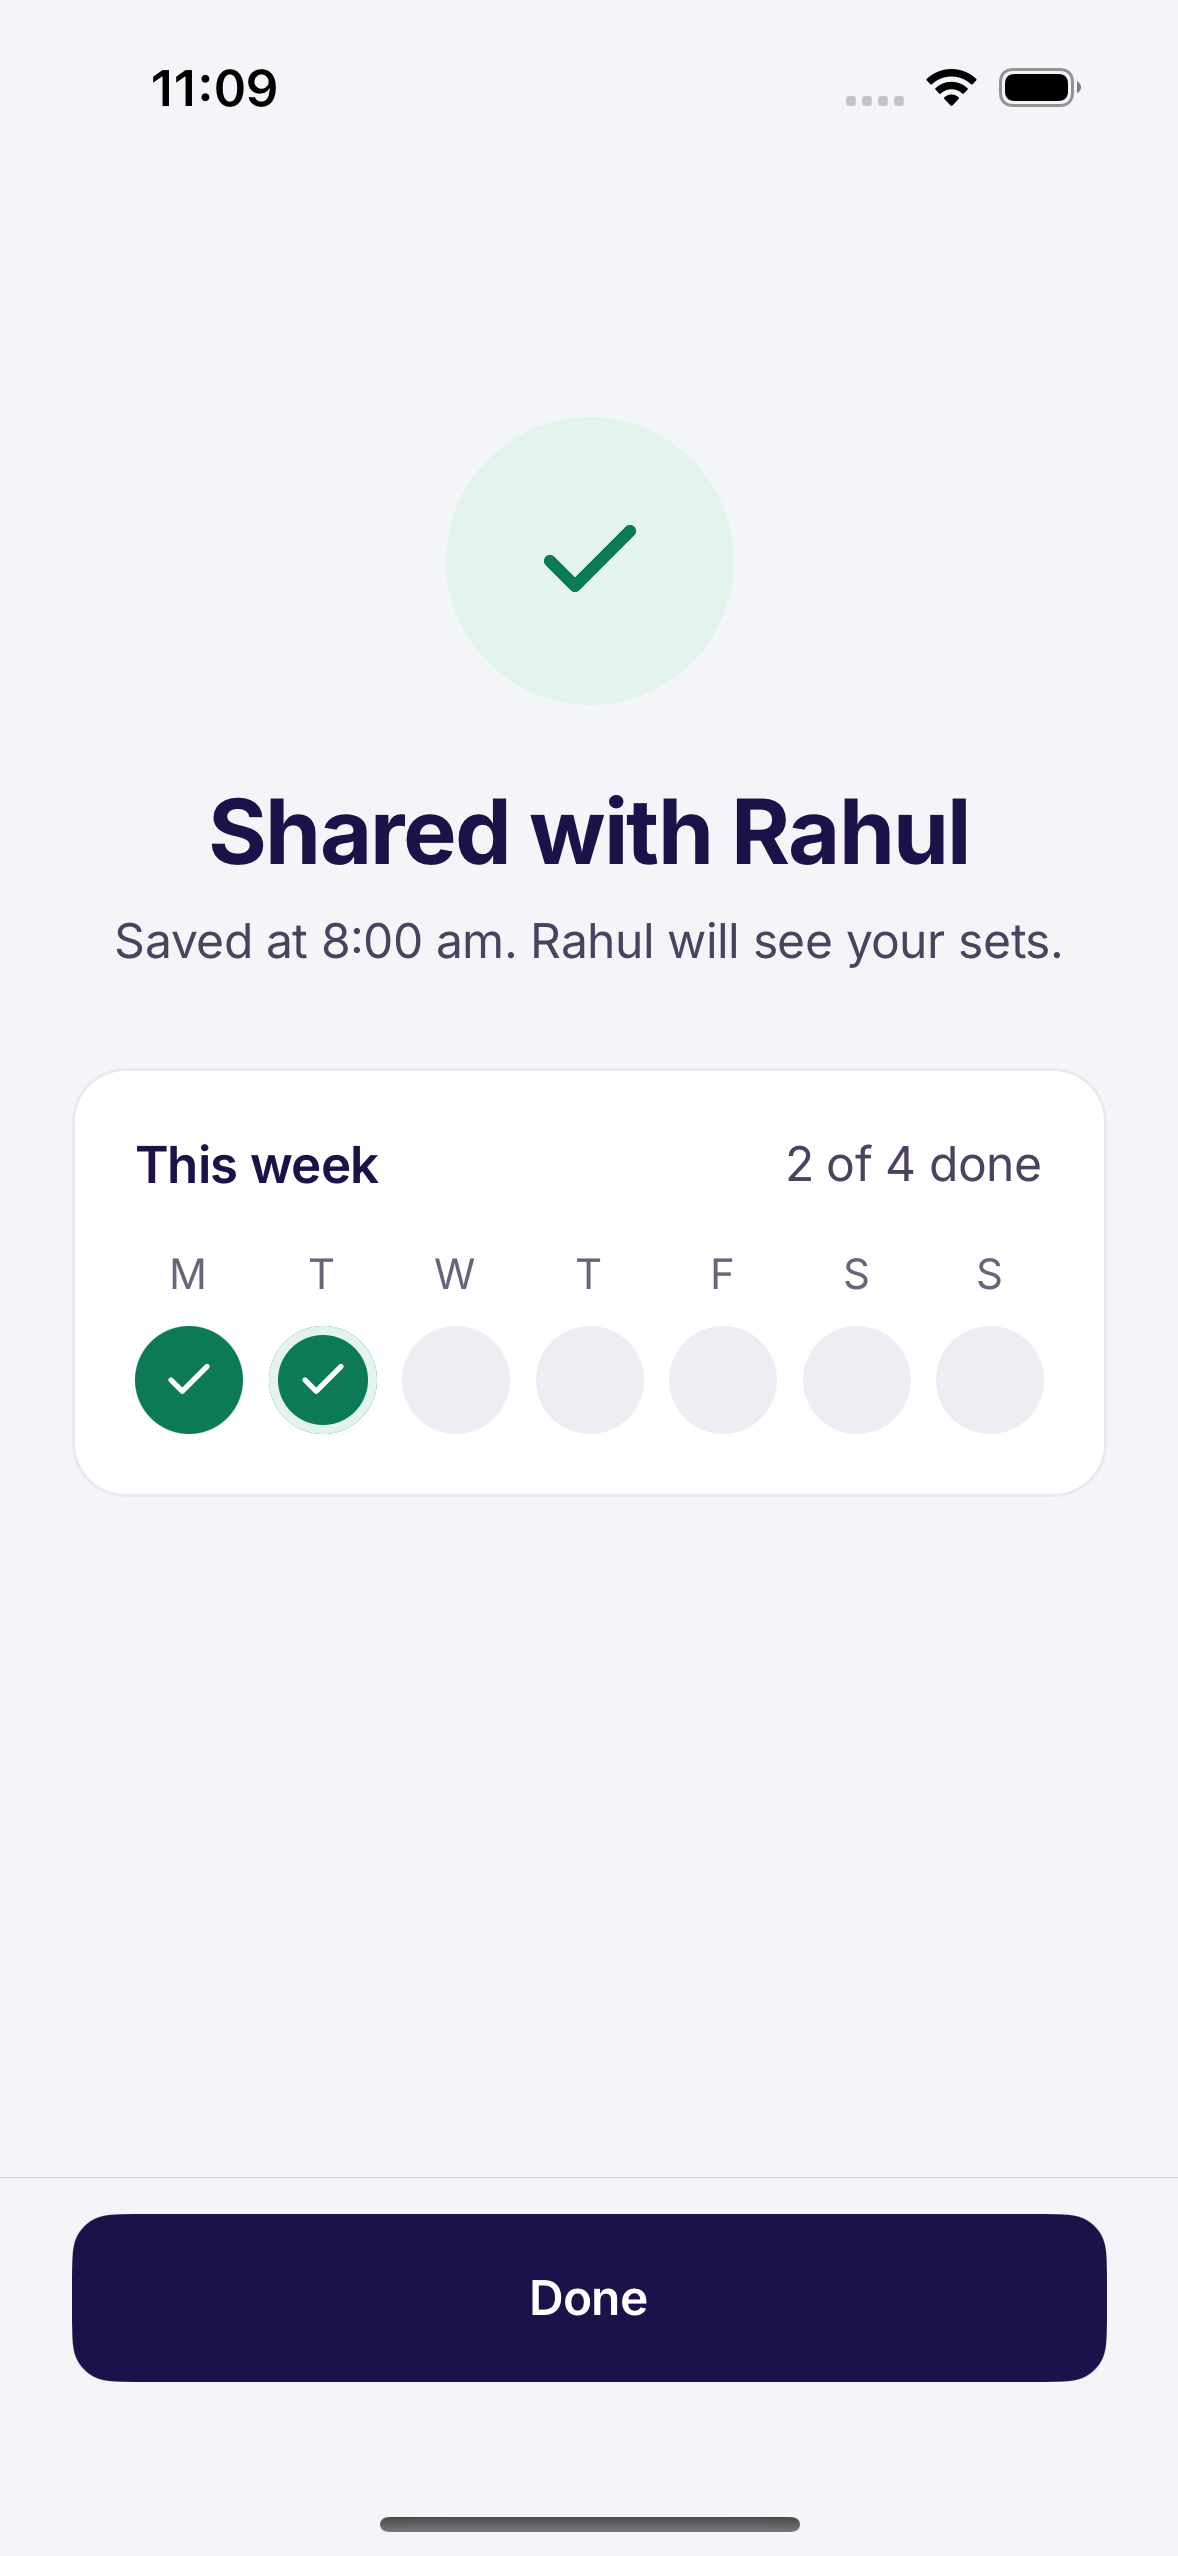 11:09
Shared with Rahul
Saved at 8:00 am. Rahul will see your sets.
This week 2 of 4 done
M T W T F S S
Done